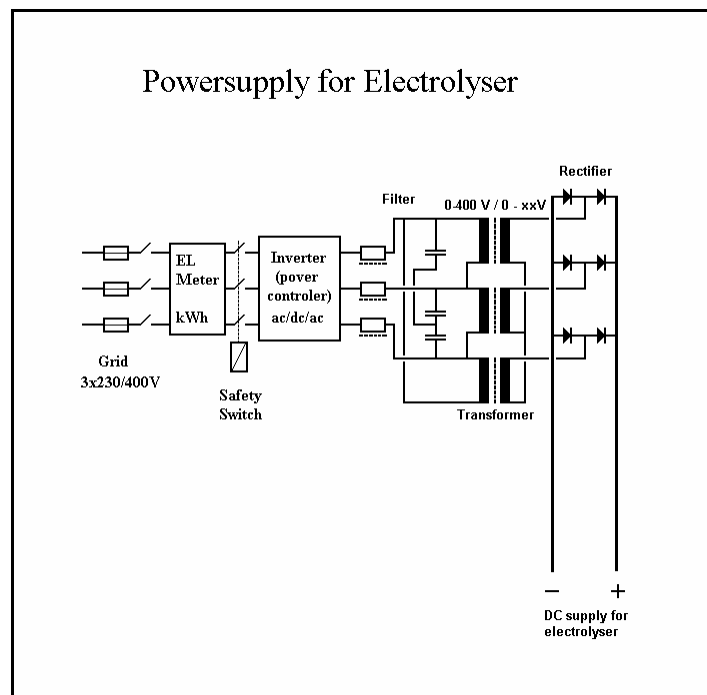 Powersupply for Electrolyser
Rectifier
Filter
0-400 V / 0 - xxV
EL
Meter
kWh
Inverter
(pover
controler)
ac/dc/ac
Grid
3x230/400V
Safety
Switch
Transformer
− +
DC supply for
electrolyser